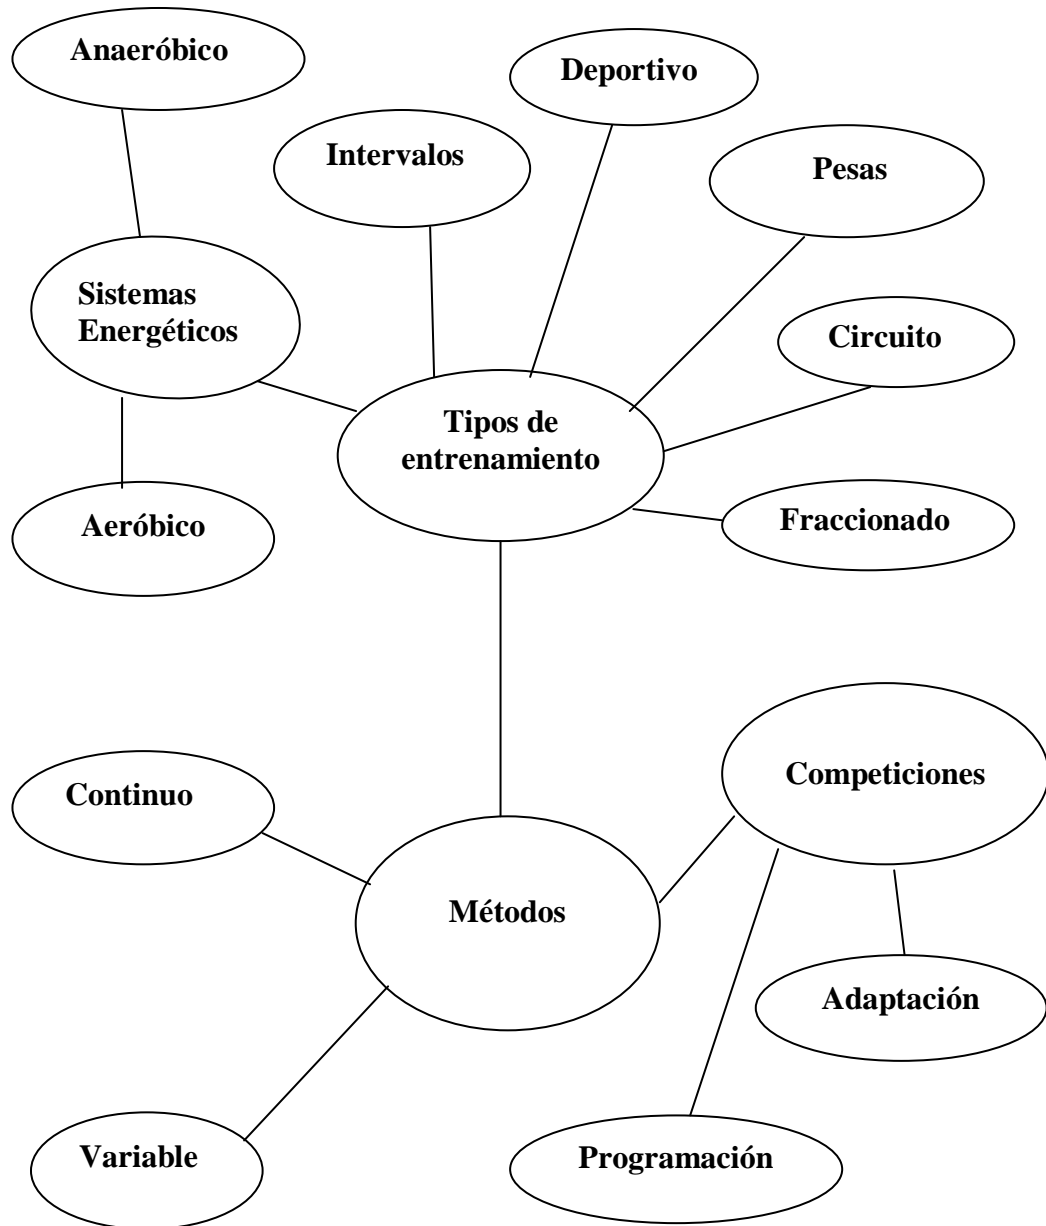 Anaeróbico
Deportivo
Intervalos
Pesas
Sistemas
Energéticos
Circuito
Tipos de
entrenamiento
Aeróbico
Fraccionado
Continuo
Competiciones
Métodos
Adaptación
Variable
Programación